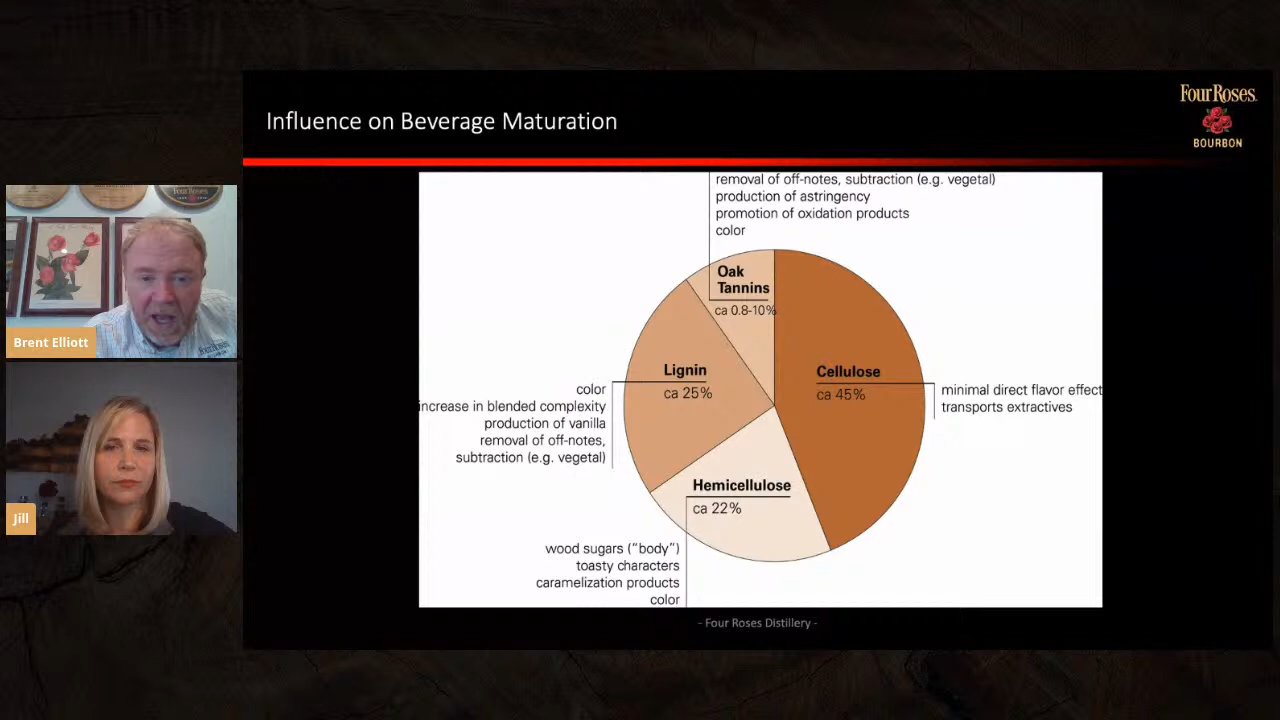 Influence on Beverage Maturation
Four Roses
BOURBON
removal of off-notes, subtraction (e.g. vegetal)
production of astringency
promotion of oxidation products
color
Oak
Tannins
ca 0.8-10%
Cellulose
ca 45%
minimal direct flavor effect
transports extractives
Lignin
ca 25%
color
increase in blended complexity
production of vanilla
removal of off-notes,
subtraction (e.g. vegetal)
Hemicellulose
ca 22%
wood sugars (“body”)
toasty characters
caramelization products
color
- Four Roses Distillery -
Brent Elliott
Jill
Four Roses